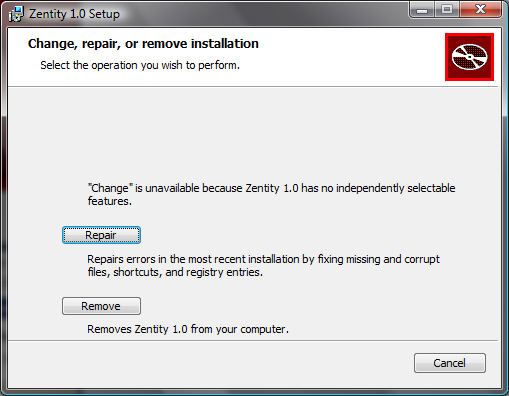 Zentity 1.0 Setup
Change, repair, or remove installation
Select the operation you wish to perform.
"Change" is unavailable because Zentity 1.0 has no independently selectable
features.
Repair
Repairs errors in the most recent installation by fixing missing and corrupt
files, shortcuts, and registry entries.
Remove
Removes Zentity 1.0 from your computer.
Cancel